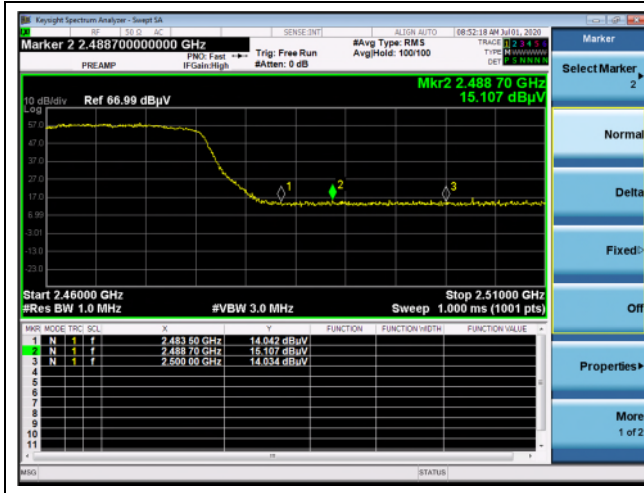 Keysight Spectrum Analyzer - Swept SA
RF 50 Ω AC SENSE:INT ALIGN AUTO 08:52:18 AM Jul 01, 2020
Marker 2 2.488700000000 GHz
#Avg Type: RMS
TRACE 1 2 3 4 5 6
PNO: Fast
Trig: Free Run
Avg|Hold: 100/100
TYPE M WWWWW
PREAMP
IFGain:High
#Atten: 0 dB
DET P S N N N N
Mkr2 2.488 70 GHz
15.107 dBµV
10 dB/div Ref 66.99 dBµV
Log
57.0
47.0
37.0
27.0
17.0
6.99
-3.01
-13.0
-23.0
1
2
3
Start 2.46000 GHz
Stop 2.51000 GHz
#Res BW 1.0 MHz
#VBW 3.0 MHz
Sweep 1.000 ms (1001 pts)
MKR MODE TRC SCL X Y FUNCTION FUNCTION WIDTH FUNCTION VALUE
1 N 1 f 2.483 50 GHz 14.042 dBµV
2 N 1 f 2.488 70 GHz 15.107 dBµV
3 N 1 f 2.500 00 GHz 14.034 dBµV
4
5
6
7
8
9
10
11
MSG
STATUS
Marker
Select Marker
2
Normal
Delta
Fixed
Off
Properties
More
1 of 2